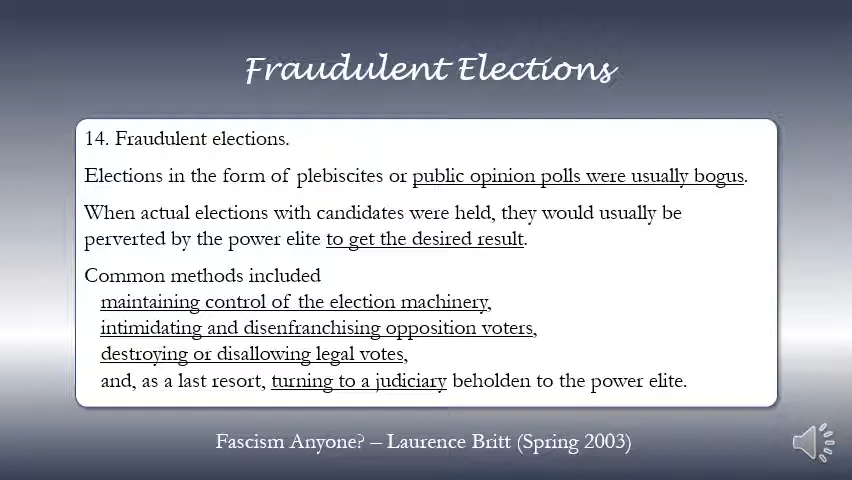 Fraudulent Elections
14. Fraudulent elections.
Elections in the form of plebiscites or public opinion polls were usually bogus.
When actual elections with candidates were held, they would usually be
perverted by the power elite to get the desired result.
Common methods included
maintaining control of the election machinery,
intimidating and disenfranchising opposition voters,
destroying or disallowing legal votes,
and, as a last resort, turning to a judiciary beholden to the power elite.
Fascism Anyone? – Laurence Britt (Spring 2003)